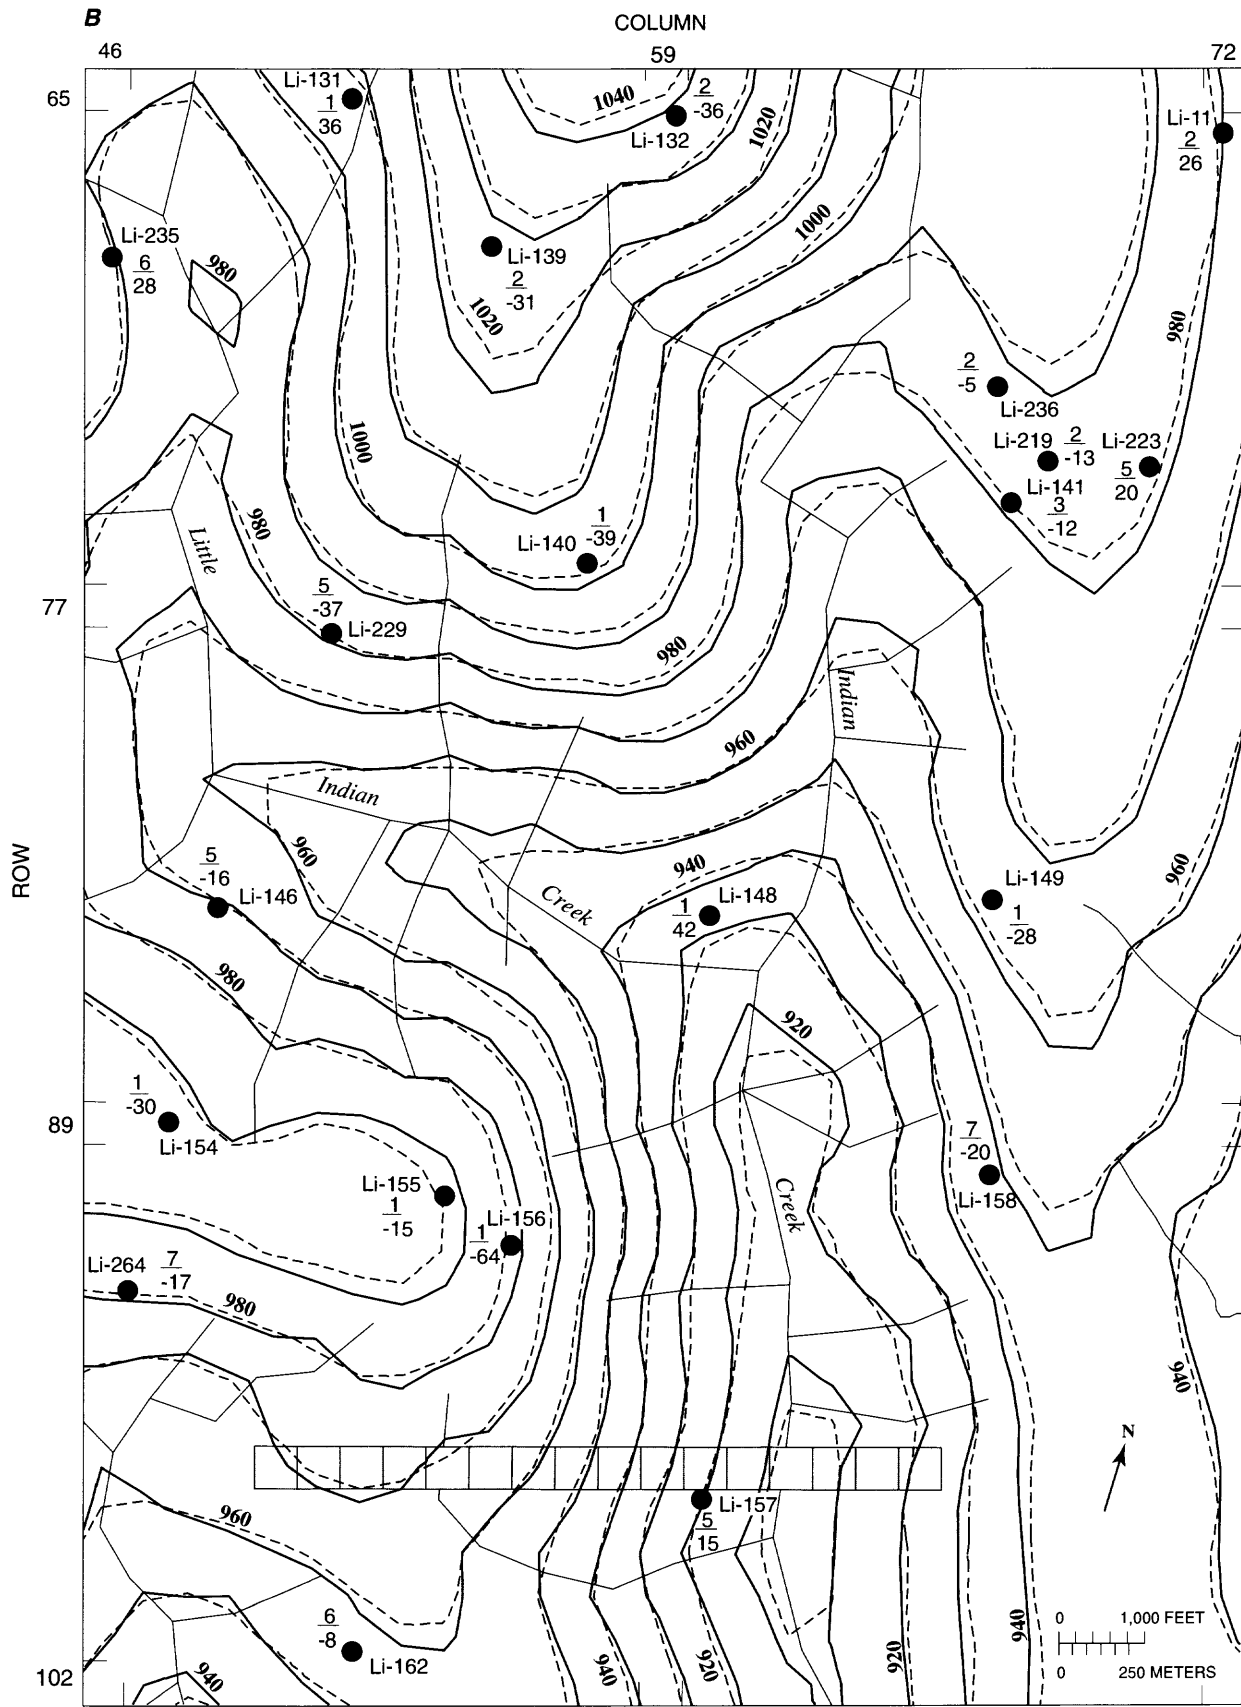 B
COLUMN
46
59
72
65
Li-131
1
36
1040
2
-36
Li-132
1020
Li-11
2
26
Li-235
6
28
980
Li-139
2
-31
1020
1000
980
2
-5
Li-236
1000
Li-219
2
-13
Li-223
5
20
Li-141
3
-12
980
Little
1
-39
Li-140
77
5
-37
Li-229
980
Indian
960
Indian
ROW
960
5
-16
Li-146
940
Creek
Li-148
1
42
Li-149
1
-28
960
980
920
1
-30
Li-154
89
7
-20
Li-158
Li-155
1
-15
Creek
Li-156
1
-64
Li-264
7
-17
980
940
N
960
Li-157
5
15
6
-8
Li-162
0
1,000 FEET
0
250 METERS
940
940
920
920
940
102